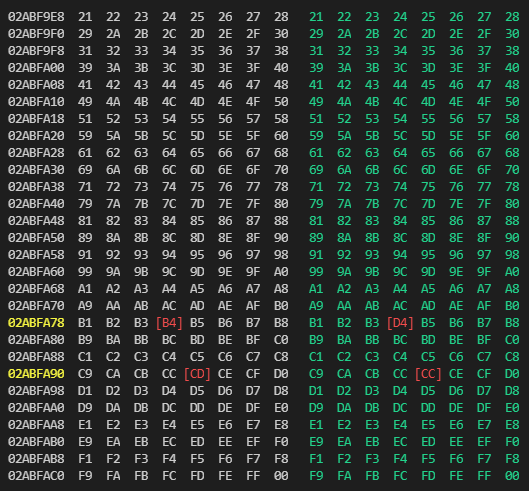 02ABF9E8 21 22 23 24 25 26 27 28 21 22 23 24 25 26 27 28
02ABF9F0 29 2A 2B 2C 2D 2E 2F 30 29 2A 2B 2C 2D 2E 2F 30
02ABF9F8 31 32 33 34 35 36 37 38 31 32 33 34 35 36 37 38
02ABFA00 39 3A 3B 3C 3D 3E 3F 40 39 3A 3B 3C 3D 3E 3F 40
02ABFA08 41 42 43 44 45 46 47 48 41 42 43 44 45 46 47 48
02ABFA10 49 4A 4B 4C 4D 4E 4F 50 49 4A 4B 4C 4D 4E 4F 50
02ABFA18 51 52 53 54 55 56 57 58 51 52 53 54 55 56 57 58
02ABFA20 59 5A 5B 5C 5D 5E 5F 60 59 5A 5B 5C 5D 5E 5F 60
02ABFA28 61 62 63 64 65 66 67 68 61 62 63 64 65 66 67 68
02ABFA30 69 6A 6B 6C 6D 6E 6F 70 69 6A 6B 6C 6D 6E 6F 70
02ABFA38 71 72 73 74 75 76 77 78 71 72 73 74 75 76 77 78
02ABFA40 79 7A 7B 7C 7D 7E 7F 80 79 7A 7B 7C 7D 7E 7F 80
02ABFA48 81 82 83 84 85 86 87 88 81 82 83 84 85 86 87 88
02ABFA50 89 8A 8B 8C 8D 8E 8F 90 89 8A 8B 8C 8D 8E 8F 90
02ABFA58 91 92 93 94 95 96 97 98 91 92 93 94 95 96 97 98
02ABFA60 99 9A 9B 9C 9D 9E 9F A0 99 9A 9B 9C 9D 9E 9F A0
02ABFA68 A1 A2 A3 A4 A5 A6 A7 A8 A1 A2 A3 A4 A5 A6 A7 A8
02ABFA70 A9 AA AB AC AD AE AF B0 A9 AA AB AC AD AE AF B0
02ABFA78 B1 B2 B3 [B4] B5 B6 B7 B8 B1 B2 B3 [D4] B5 B6 B7 B8
02ABFA80 B9 BA BB BC BD BE BF C0 B9 BA BB BC BD BE BF C0
02ABFA88 C1 C2 C3 C4 C5 C6 C7 C8 C1 C2 C3 C4 C5 C6 C7 C8
02ABFA90 C9 CA CB CC [CD] CE CF D0 C9 CA CB CC [CC] CE CF D0
02ABFA98 D1 D2 D3 D4 D5 D6 D7 D8 D1 D2 D3 D4 D5 D6 D7 D8
02ABFAA0 D9 DA DB DC DD DE DF E0 D9 DA DB DC DD DE DF E0
02ABFAA8 E1 E2 E3 E4 E5 E6 E7 E8 E1 E2 E3 E4 E5 E6 E7 E8
02ABFAB0 E9 EA EB EC ED EE EF F0 E9 EA EB EC ED EE EF F0
02ABFAB8 F1 F2 F3 F4 F5 F6 F7 F8 F1 F2 F3 F4 F5 F6 F7 F8
02ABFAC0 F9 FA FB FC FD FE FF 00 F9 FA FB FC FD FE FF 00